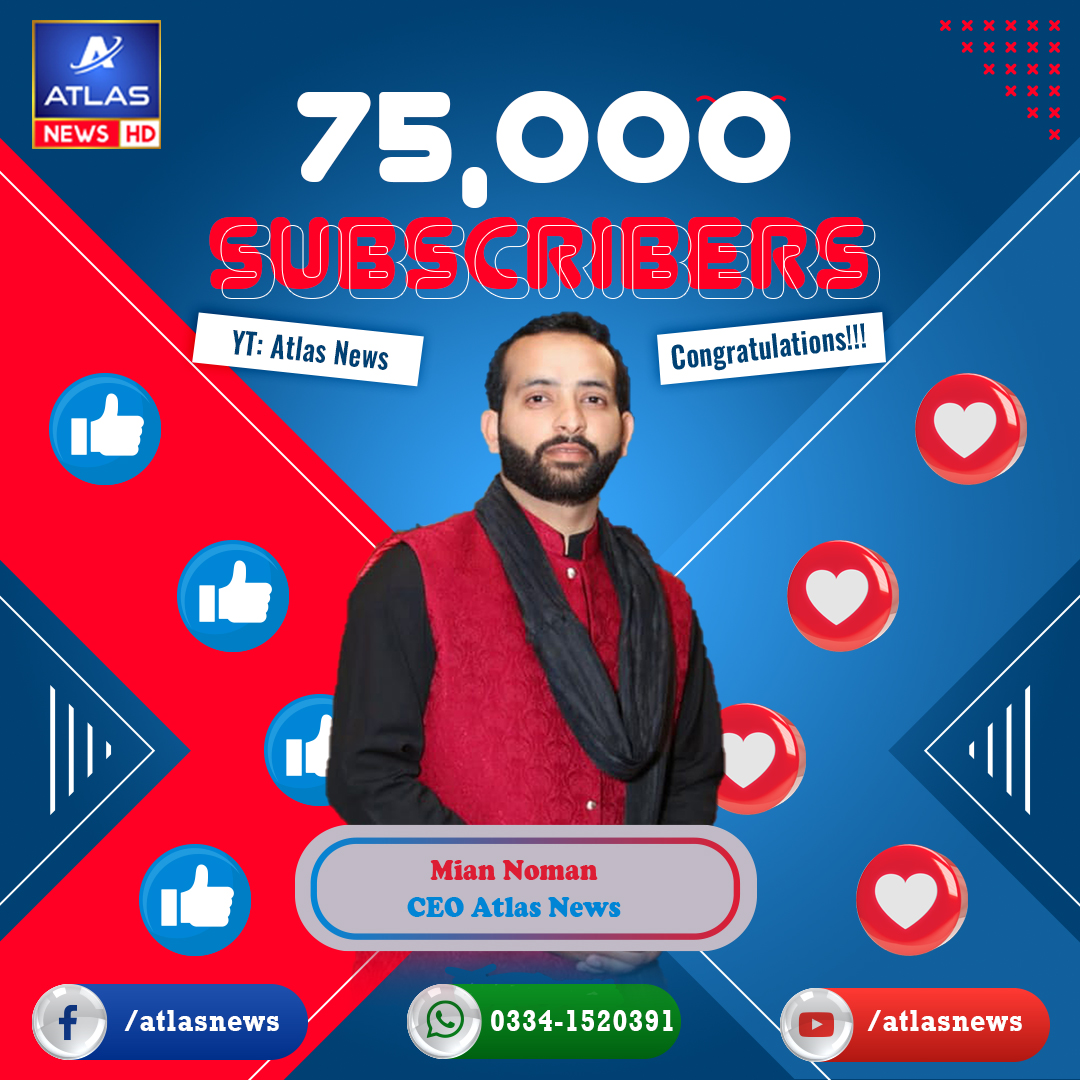 ATLAS
NEWS HD
75,000
SUBSCRIBERS
YT: Atlas News
Congratulations!!!
Mian Noman
CEO Atlas News
/atlasnews
0334-1520391
/atlasnews